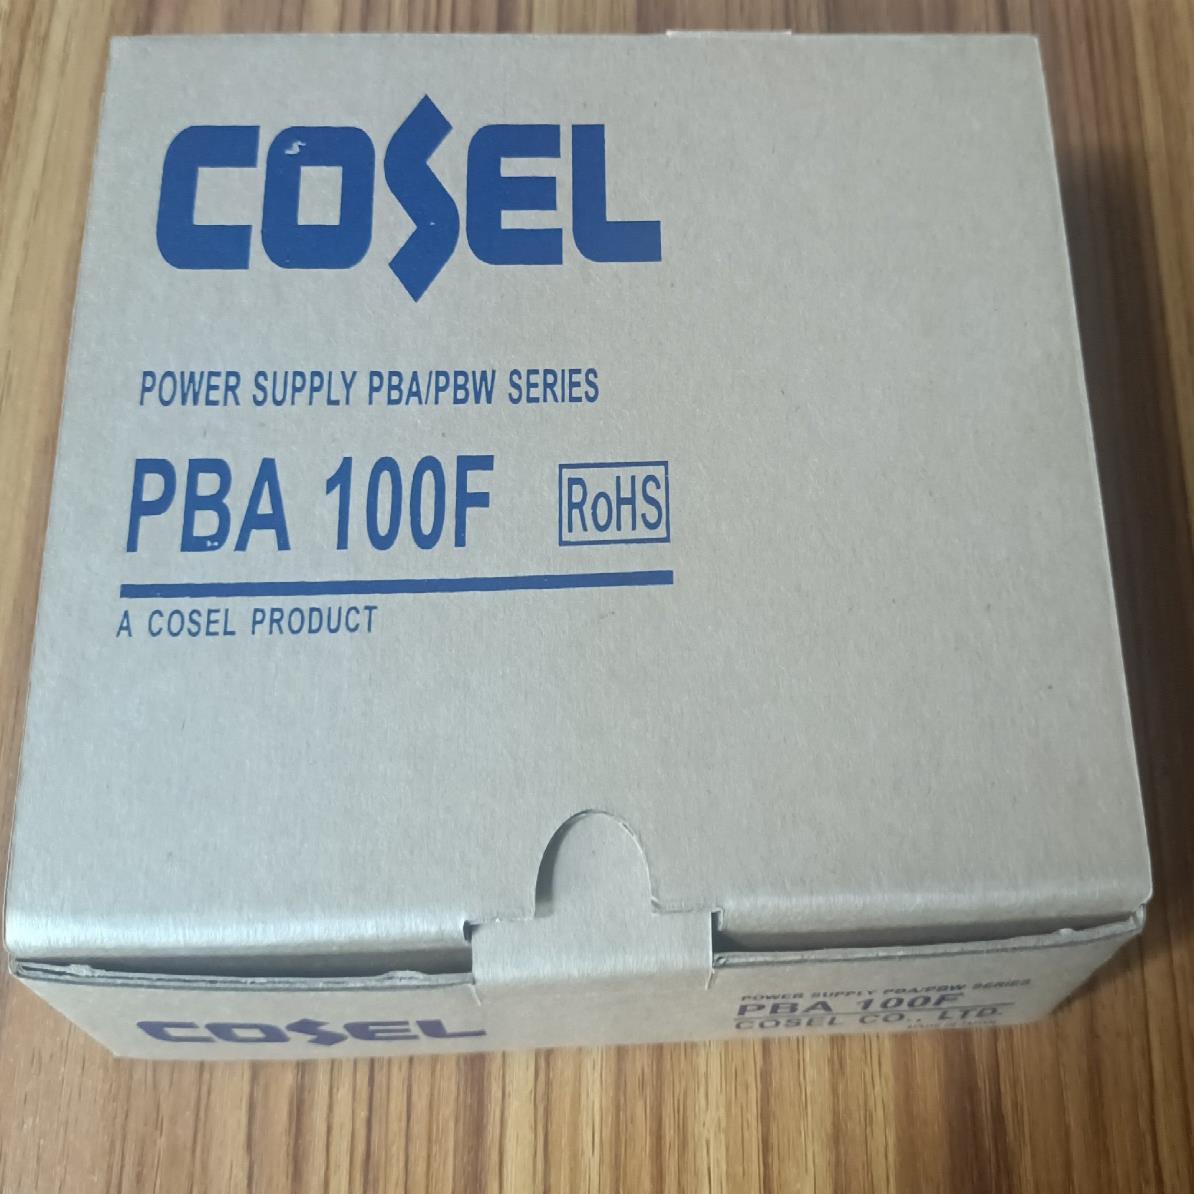 COSEL
POWER SUPPLY PBA/PBW SERIES
PBA 100F
RoHS
A COSEL PRODUCT
COSEL
POWER SUPPLY PBA/PBW SERIES
PBA 100F
COSEL CO., LTD.